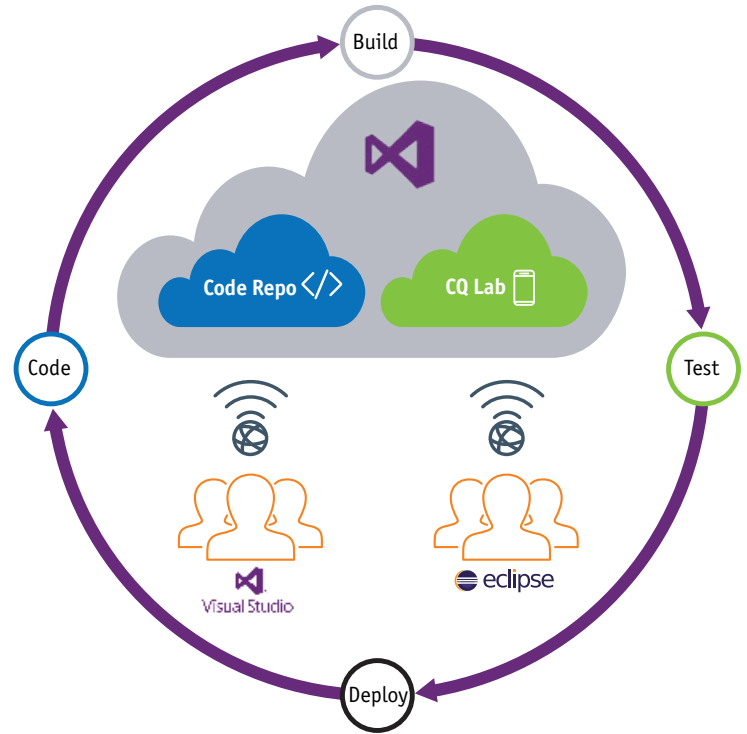 Build
Code Repo </>
CQ Lab
Code
Test
Visual Studio
eclipse
Deploy